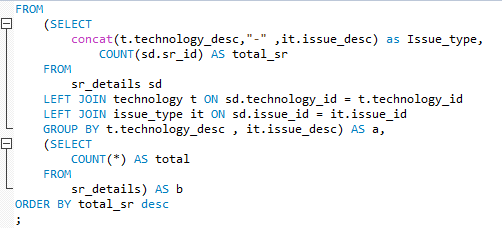 FROM
(SELECT
concat(t.technology_desc,"-" ,it.issue_desc) as Issue_type,
COUNT(sd.sr_id) AS total_sr
FROM
sr_details sd
LEFT JOIN technology t ON sd.technology_id = t.technology_id
LEFT JOIN issue_type it ON sd.issue_id = it.issue_id
GROUP BY t.technology_desc , it.issue_desc) AS a,
(SELECT
COUNT(*) AS total
FROM
sr_details) AS b
ORDER BY total_sr desc
;